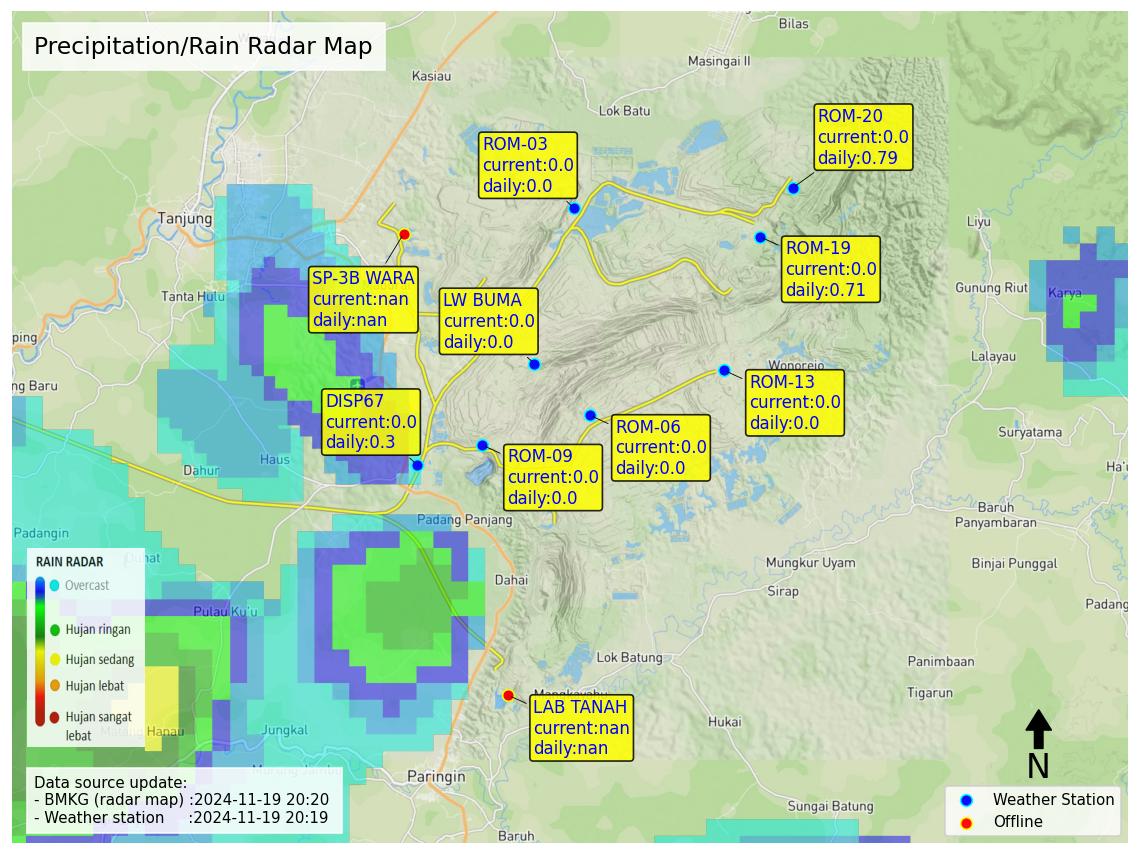 Precipitation/Rain Radar Map
Bilas
Masingai II
Kasiau
Lok Batu
ROM-20
current:0.0
daily:0.79
ROM-03
current:0.0
daily:0.0
Tanjung
Liyu
ROM-19
current:0.0
daily:0.71
SP-3B WARA
current:nan
daily:nan
Tanta Hulu
LW BUMA
current:0.0
daily:0.0
Gunung Riut
Karya
ping
Lalayau
Wonorejo
ng Baru
ROM-13
current:0.0
daily:0.0
DISP67
current:0.0
daily:0.3
ROM-06
current:0.0
daily:0.0
Suryatama
ROM-09
current:0.0
daily:0.0
Haus
Dahur
Ha'u
Baruh
Panyambaran
Padang Panjang
Padangin
Mungkur Uyam
Binjai Punggal
Dahai
Sirap
Padang
RAIN RADAR
Overcast
Hujan ringan
Hujan sedang
Hujan lebat
Hujan sangat
lebat
Pulau Ku'u
Lok Batung
Panimbaan
Tigarun
LAB TANAH
current:nan
daily:nan
Hukai
Hanau
Jungkal
Paringin
Data source update:
- BMKG (radar map) :2024-11-19 20:20
- Weather station :2024-11-19 20:19
N
Sungai Batung
Baruh
Weather Station
Offline